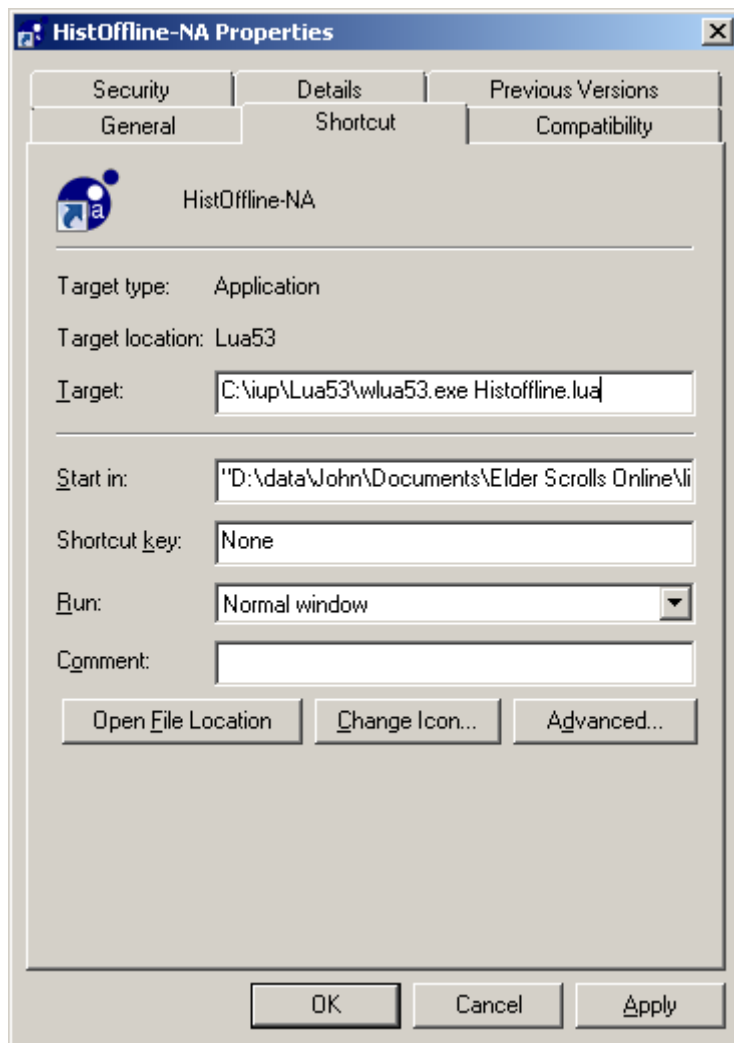 HistOffline-NA Properties
Security Details Previous Versions
General Shortcut Compatibility
a HistOffline-NA
Target type: Application
Target location: Lua53
Target: C:\iup\Lua53\wlua53.exe Histoffline.lua
Start in: "D:\data\John\Documents\Elder Scrolls Online\li
Shortcut key: None
Run: Normal window
Comment:
Open File Location Change Icon... Advanced...
OK Cancel Apply